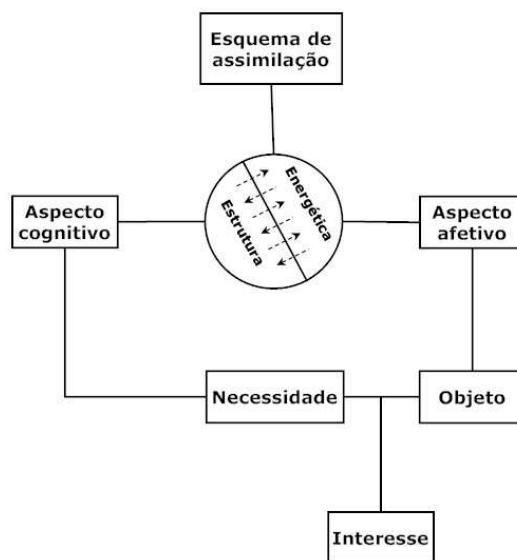 Esquema de
assimilação
Energética
Estrutura
Aspecto
cognitivo
Aspecto
afetivo
Necessidade
Objeto
Interesse